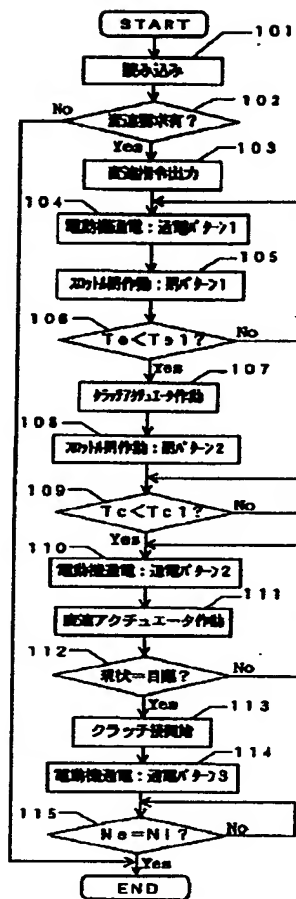 START
101
読み込み
102
No
変速要求有?
Yes
103
変速指令出力
104
電動機通電:通電パターン1
105
スロットル閉作動:閉パターン1
106
Te<Te1?
No
Yes
107
クラッチアクチュエータ作動
108
スロットル閉作動:閉パターン2
109
Tc<Tc1?
No
Yes
110
電動機通電:通電パターン2
111
変速アクチュエータ作動
112
現状=目標?
No
Yes
113
クラッチ接開始
114
電動機通電:通電パターン3
115
Ne=Ni?
No
Yes
END